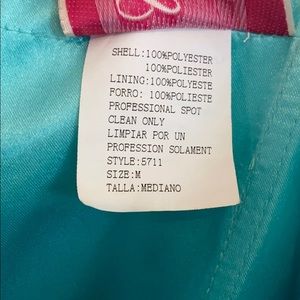 SHELL:100%POLYESTER
100%POLIESTER
LINING:100%POLYESTE
FORRO:100%POLIESTE
PROFESSIONAL SPOT
CLEAN ONLY
LIMPIAR POR UN
PROFESSION SOLAMENT
STYLE:5711
SIZE:M
TALLA:MEDIANO